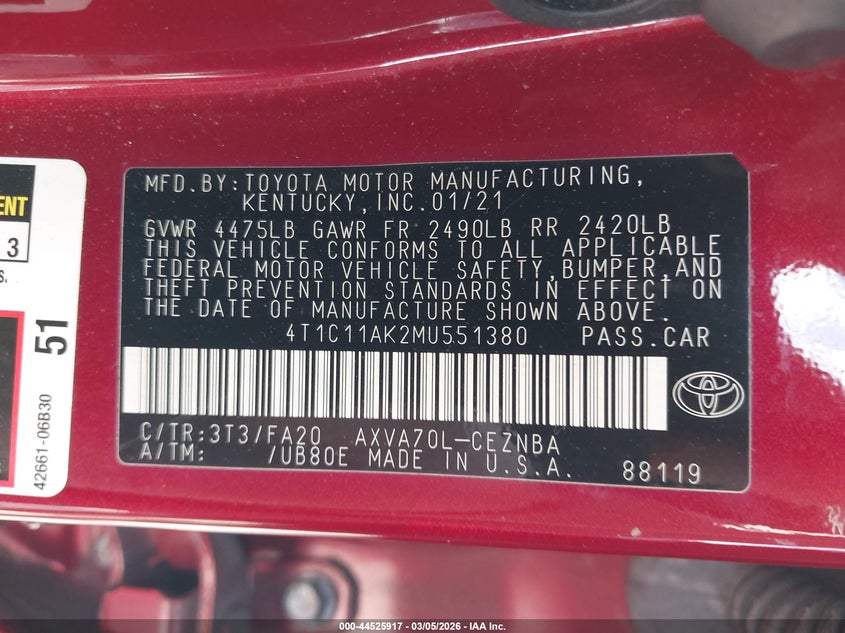 MFD.BY:TOYOTA MOTOR MANUFACTURING,
KENTUCKY,INC.01/21
GVWR 4475LB GAWR FR 2490LB RR 2420LB
THIS VEHICLE CONFORMS TO ALL APPLICABLE
FEDERAL MOTOR VEHICLE SAFETY,BUMPER,AND
THEFT PREVENTION STANDARDS IN EFFECT ON
THE DATE OF MANUFACTURE SHOWN ABOVE.
4T1C11AK2MU551380 PASS.CAR
C/TR:3T3/FA20 AXVA70L-CEZNBA
A/TM: /UB80E MADE IN U.S.A.
88119
3
51
42661-06B30
000-44525917 - 03/05/2026 - IAA Inc.